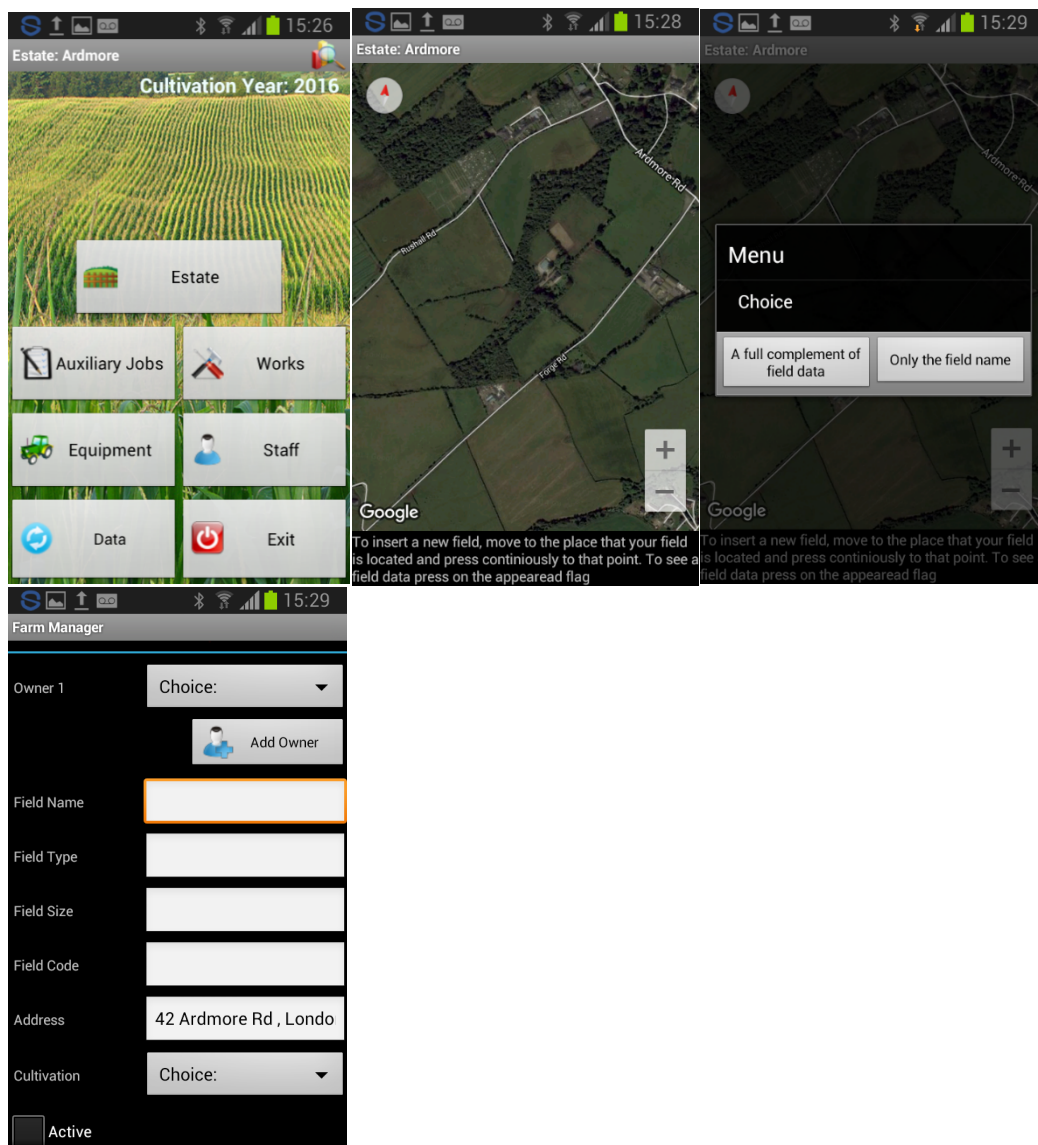 15:26
Estate: Ardmore
Cultivation Year: 2016
Estate
Auxiliary Jobs
Works
Equipment
Staff
Data
Exit
15:28
Estate: Ardmore
Ardmore Rd
Rushall Rd
Forge Rd
+
−
Google
To insert a new field, move to the place that your field
is located and press continiously to that point. To see a
field data press on the appearead flag
15:29
Estate: Ardmore
Ardmore Rd
Menu
Choice
A full complement of
field data
Only the field name
+
−
Google
To insert a new field, move to the place that your field
is located and press continiously to that point. To see a
field data press on the appearead flag
15:29
Farm Manager
Owner 1
Choice:
Add Owner
Field Name
Field Type
Field Size
Field Code
Address
42 Ardmore Rd , Londo
Cultivation
Choice:
Active